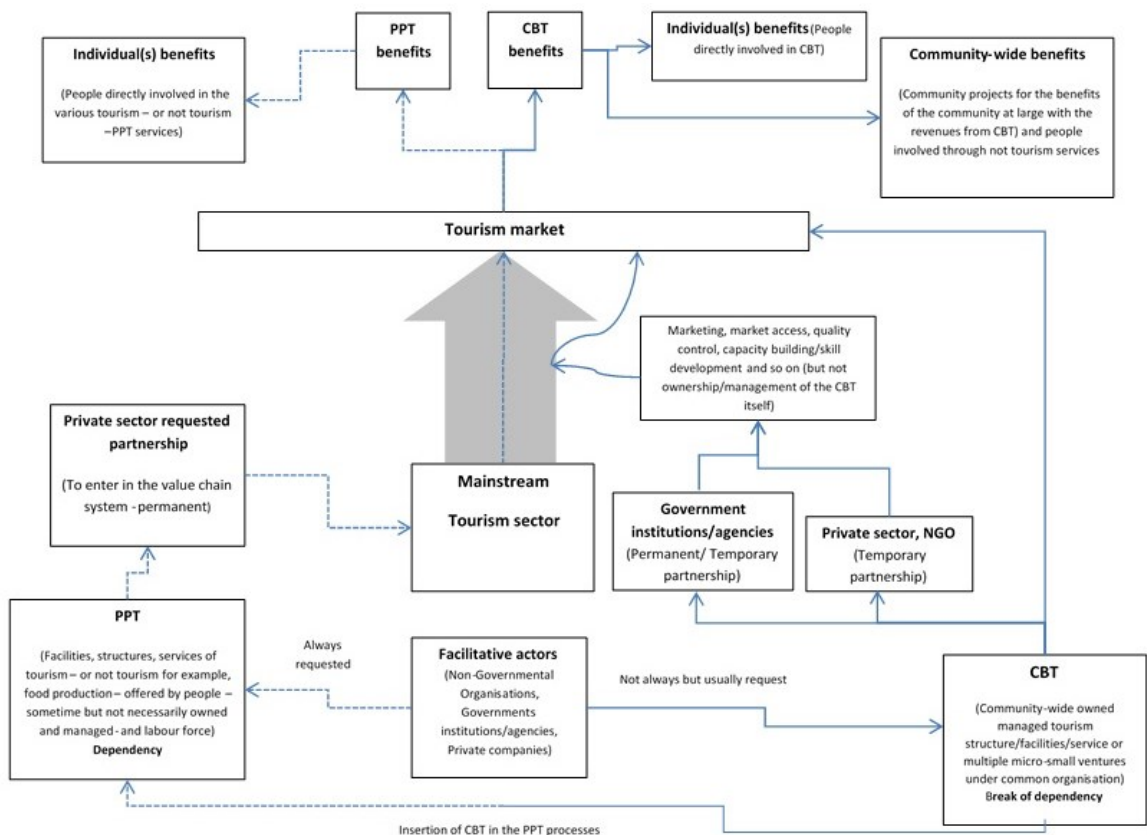 PPT
benefits
CBT
benefits
Individual(s) benefits (People
directly involved in CBT)
Individual(s) benefits
(People directly involved in the
various tourism – or not tourism
–PPT services)
Community-wide benefits
(Community projects for the benefits
of the community at large with the
revenues from CBT) and people
involved through not tourism services
Tourism market
Marketing, market access, quality
control, capacity building/skill
development and so on (but not
ownership/management of the CBT
itself)
Private sector requested
partnership
(To enter in the value chain
system - permanent)
Mainstream
Tourism sector
Government
institutions/agencies
(Permanent/ Temporary
partnership)
Private sector, NGO
(Temporary
partnership)
PPT
(Facilities, structures, services of
tourism – or not tourism for example,
food production – offered by people –
sometime but not necessarily owned
and managed - and labour force)
Dependency
Always
requested
Facilitative actors
(Non-Governmental
Organisations,
Governments
institutions/agencies,
Private companies)
Not always but usually request
CBT
(Community-wide owned
managed tourism
structure/facilities/service or
multiple micro-small ventures
under common organisation)
Break of dependency
Insertion of CBT in the PPT processes